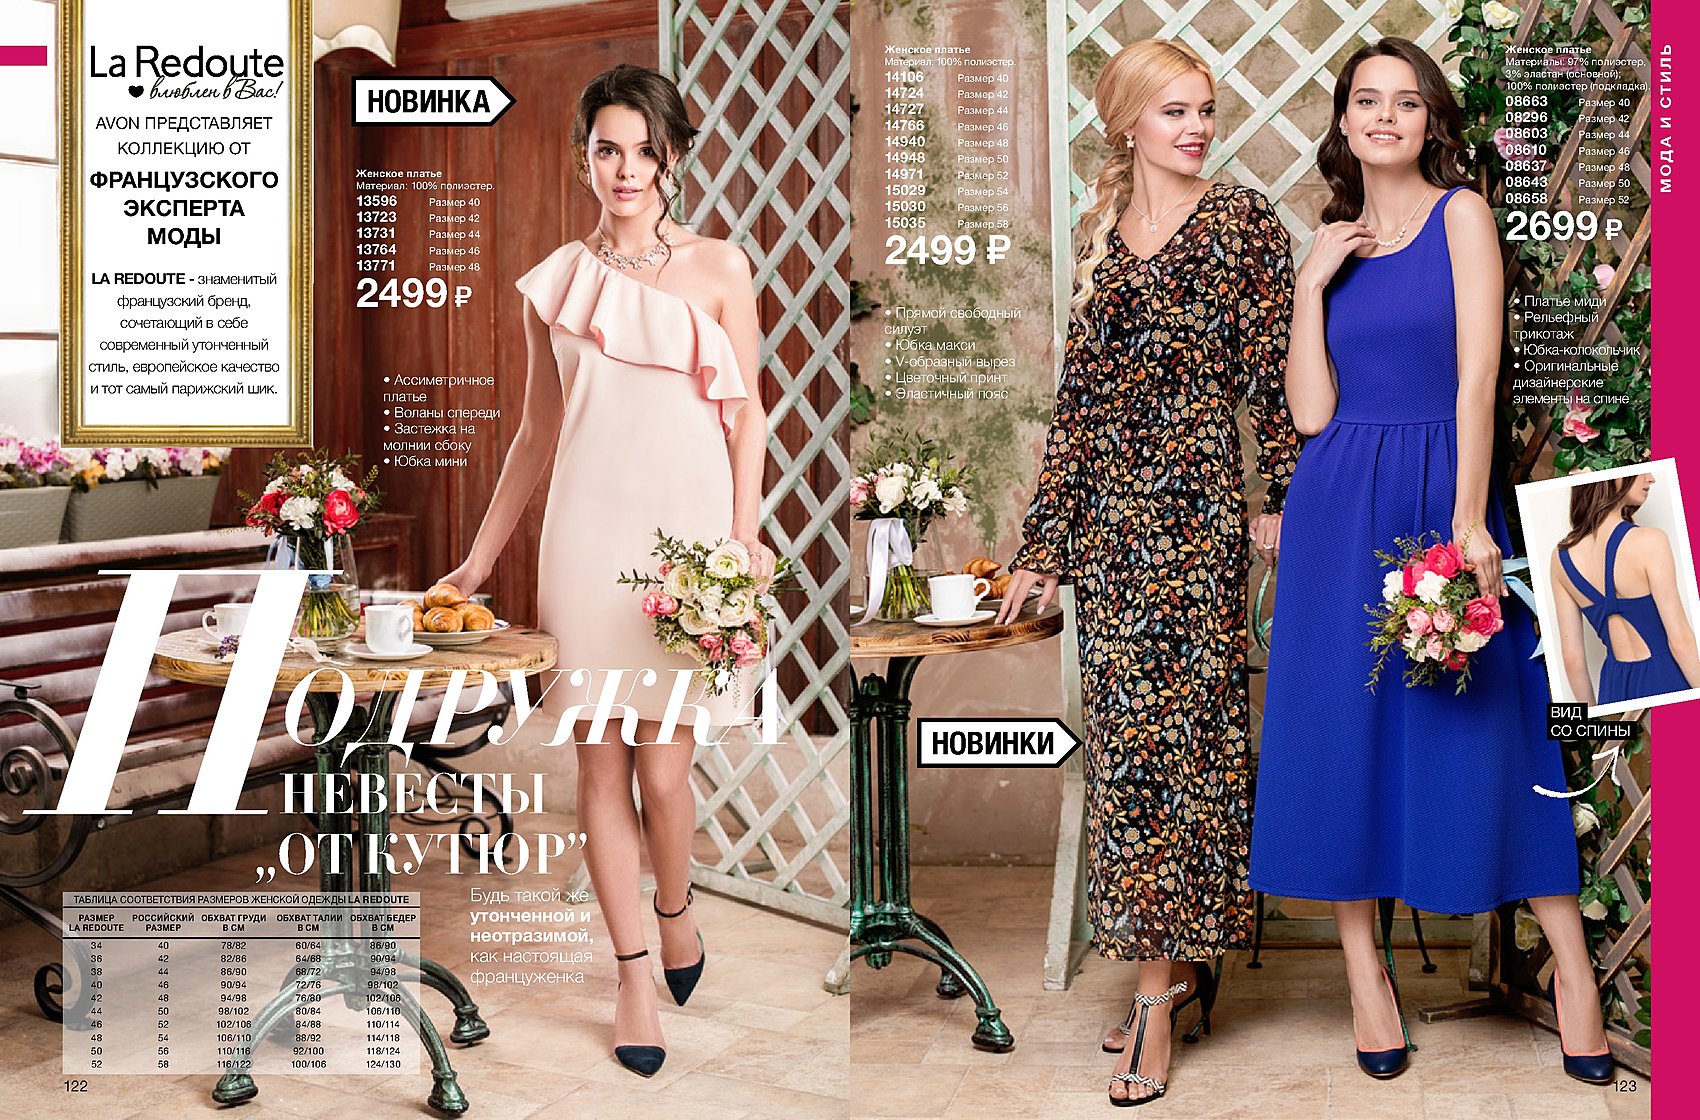 La Redoute
влюблен в Вас!
AVON ПРЕДСТАВЛЯЕТ
КОЛЛЕКЦИЮ ОТ
ФРАНЦУЗСКОГО
ЭКСПЕРТА
МОДЫ
LA REDOUTE - знаменитый
французский бренд,
сочетающий в себе
современный утонченный
стиль, европейское качество
и тот самый парижский шик.
НОВИНКА
Женское платье
Материал: 100% полиэстер.
13596 Размер 40
13723 Размер 42
13731 Размер 44
13764 Размер 46
13771 Размер 48
2499 ₽
• Ассиметричное
платье
• Воланы спереди
• Застежка на
молнии сбоку
• Юбка мини
ПОДРУЖКА
НЕВЕСТЫ
„ОТ КУТЮР”
Будь такой же
утонченной и
неотразимой,
как настоящая
француженка
ТАБЛИЦА СООТВЕТСТВИЯ РАЗМЕРОВ ЖЕНСКОЙ ОДЕЖДЫ LA REDOUTE
РАЗМЕР РОССИЙСКИЙ ОБХВАТ ГРУДИ ОБХВАТ ТАЛИИ ОБХВАТ БЕДЕР
LA REDOUTE РАЗМЕР В СМ В СМ В СМ
34 40 78/82 60/64 86/90
36 42 82/86 64/68 90/94
38 44 86/90 68/72 94/98
40 46 90/94 72/76 98/102
42 48 94/98 76/80 102/106
44 50 98/102 80/84 106/110
46 52 102/106 84/88 110/114
48 54 106/110 88/92 114/118
50 56 110/116 92/100 118/124
52 58 116/122 100/106 124/130
122
Женское платье
Материал: 100% полиэстер.
14106 Размер 40
14724 Размер 42
14727 Размер 44
14766 Размер 46
14940 Размер 48
14948 Размер 50
14971 Размер 52
15029 Размер 54
15030 Размер 56
15035 Размер 58
2499 ₽
• Прямой свободный
силуэт
• Юбка макси
• V-образный вырез
• Цветочный принт
• Эластичный пояс
НОВИНКИ
Женское платье
Материалы: 97% полиэстер,
3% эластан (основной);
100% полиэстер (подкладка).
08663 Размер 40
08296 Размер 42
08603 Размер 44
08610 Размер 46
08637 Размер 48
08643 Размер 50
08658 Размер 52
2699 ₽
• Платье миди
• Рельефный
трикотаж
• Юбка-колокольчик
• Оригинальные
дизайнерские
элементы на спине
ВИД
СО СПИНЫ
МОДА И СТИЛЬ
123